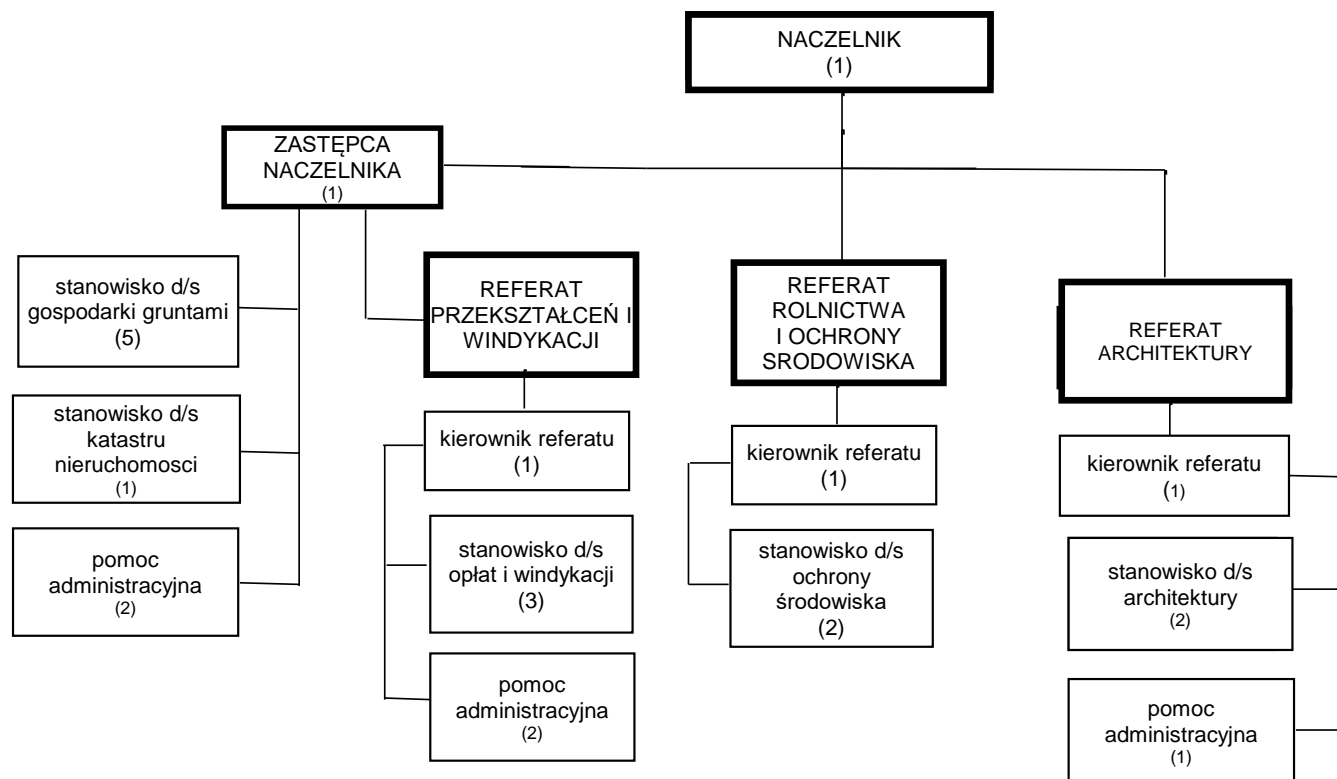 NACZELNIK
(1)
ZASTĘPCA
NACZELNIKA
(1)
stanowisko d/s
gospodarki gruntami
(5)
stanowisko d/s
katastru
nieruchomosci
(1)
pomoc
administracyjna
(2)
REFERAT
PRZEKSZTAŁCEŃ I
WINDYKACJI
kierownik referatu
(1)
stanowisko d/s
opłat i windykacji
(3)
pomoc
administracyjna
(2)
REFERAT
ROLNICTWA
I OCHRONY
SRODOWISKA
kierownik referatu
(1)
stanowisko d/s
ochrony
środowiska
(2)
REFERAT
ARCHITEKTURY
kierownik referatu
(1)
stanowisko d/s
architektury
(2)
pomoc
administracyjna
(1)